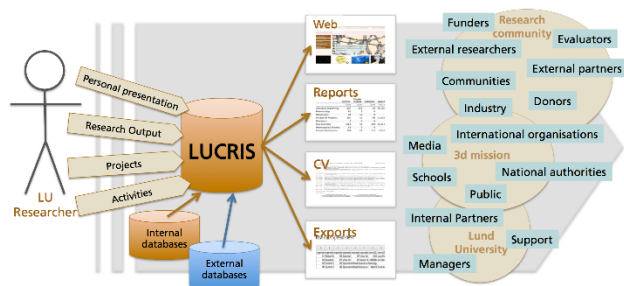 LU
Researcher
Personal presentation
Research Output
Projects
Activities
LUCRIS
Internal
databases
External
databases
Web
Reports
CV
Exports
Funders
Research
community
Evaluators
External researchers
External partners
Communities
Donors
Industry
International organisations
Media
3d mission
National authorities
Schools
Public
Internal Partners
Lund
University
Support
Managers